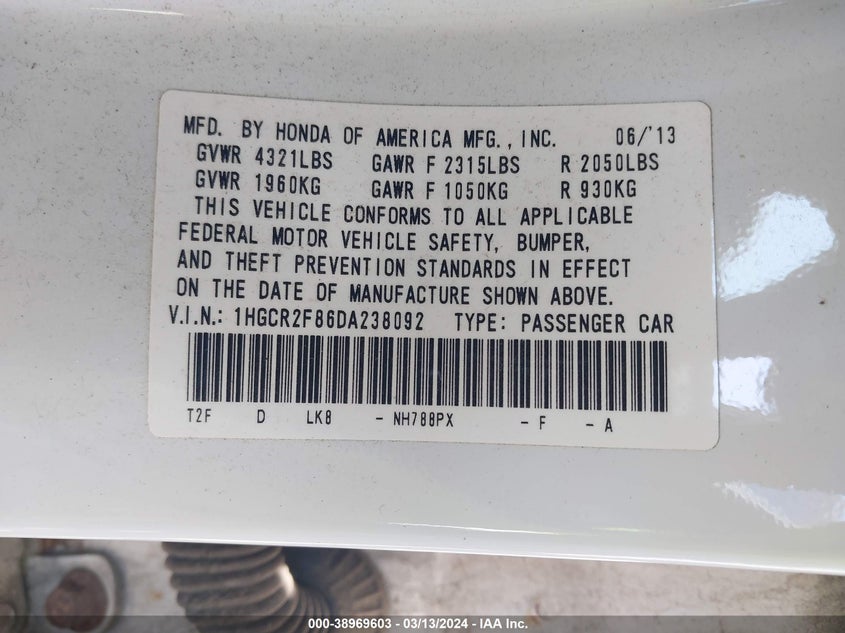 MFD. BY HONDA OF AMERICA MFG., INC. 06/'13
GVWR 4321LBS GAWR F 2315LBS R 2050LBS
GVWR 1960KG GAWR F 1050KG R 930KG
THIS VEHICLE CONFORMS TO ALL APPLICABLE
FEDERAL MOTOR VEHICLE SAFETY, BUMPER,
AND THEFT PREVENTION STANDARDS IN EFFECT
ON THE DATE OF MANUFACTURE SHOWN ABOVE.
V.I.N.: 1HGCR2F86DA238092 TYPE: PASSENGER CAR
T2F D LK8 - NH788PX - F - A
000-38969603 - 03/13/2024 - IAA Inc.